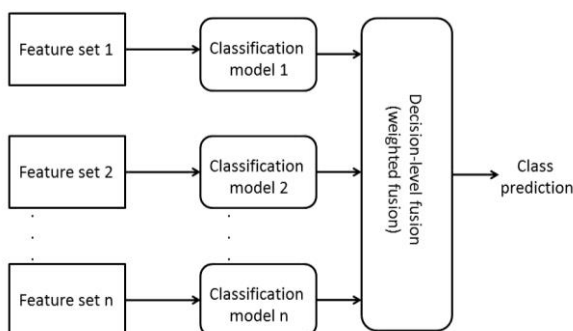 Feature set 1
Classification
model 1
Feature set 2
Classification
model 2
Feature set n
Classification
model n
Decision-level fusion
(weighted fusion)
Class
prediction